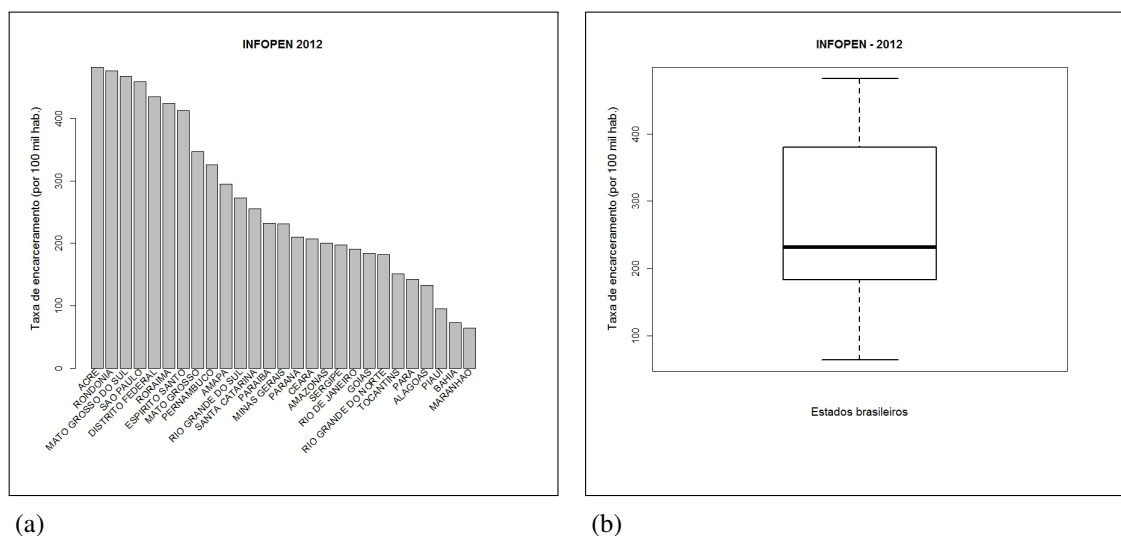 INFOPEN 2012
Taxa de encarceramento (por 100 mil hab.)
400
300
200
100
0
ACRE
RONDONIA
MATO GROSSO DO SUL
SAO PAULO
DISTRITO FEDERAL
RORAIMA
ESPIRITO SANTO
MATO GROSSO
PERNAMBUCO
AMAPA
RIO GRANDE DO SUL
SANTA CATARINA
PARAIBA
MINAS GERAIS
PARANA
CEARA
AMAZONAS
SERGIPE
RIO DE JANEIRO
GOIAS
RIO GRANDE DO NORTE
TOCANTINS
PARA
ALAGOAS
PIAUI
BAHIA
MARANHAO
(a)
INFOPEN - 2012
Taxa de encarceramento (por 100 mil hab.)
400
300
200
100
Estados brasileiros
(b)